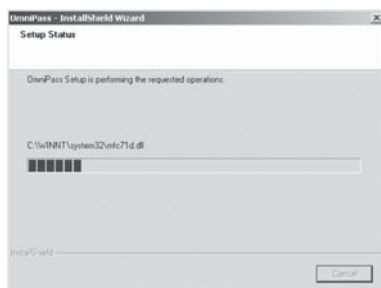 OmniPass - InstallShield Wizard
Setup Status
OmniPass Setup is performing the requested operations.
C:\WINNT\system32\mfc71d.dll
InstallShield
Cancel